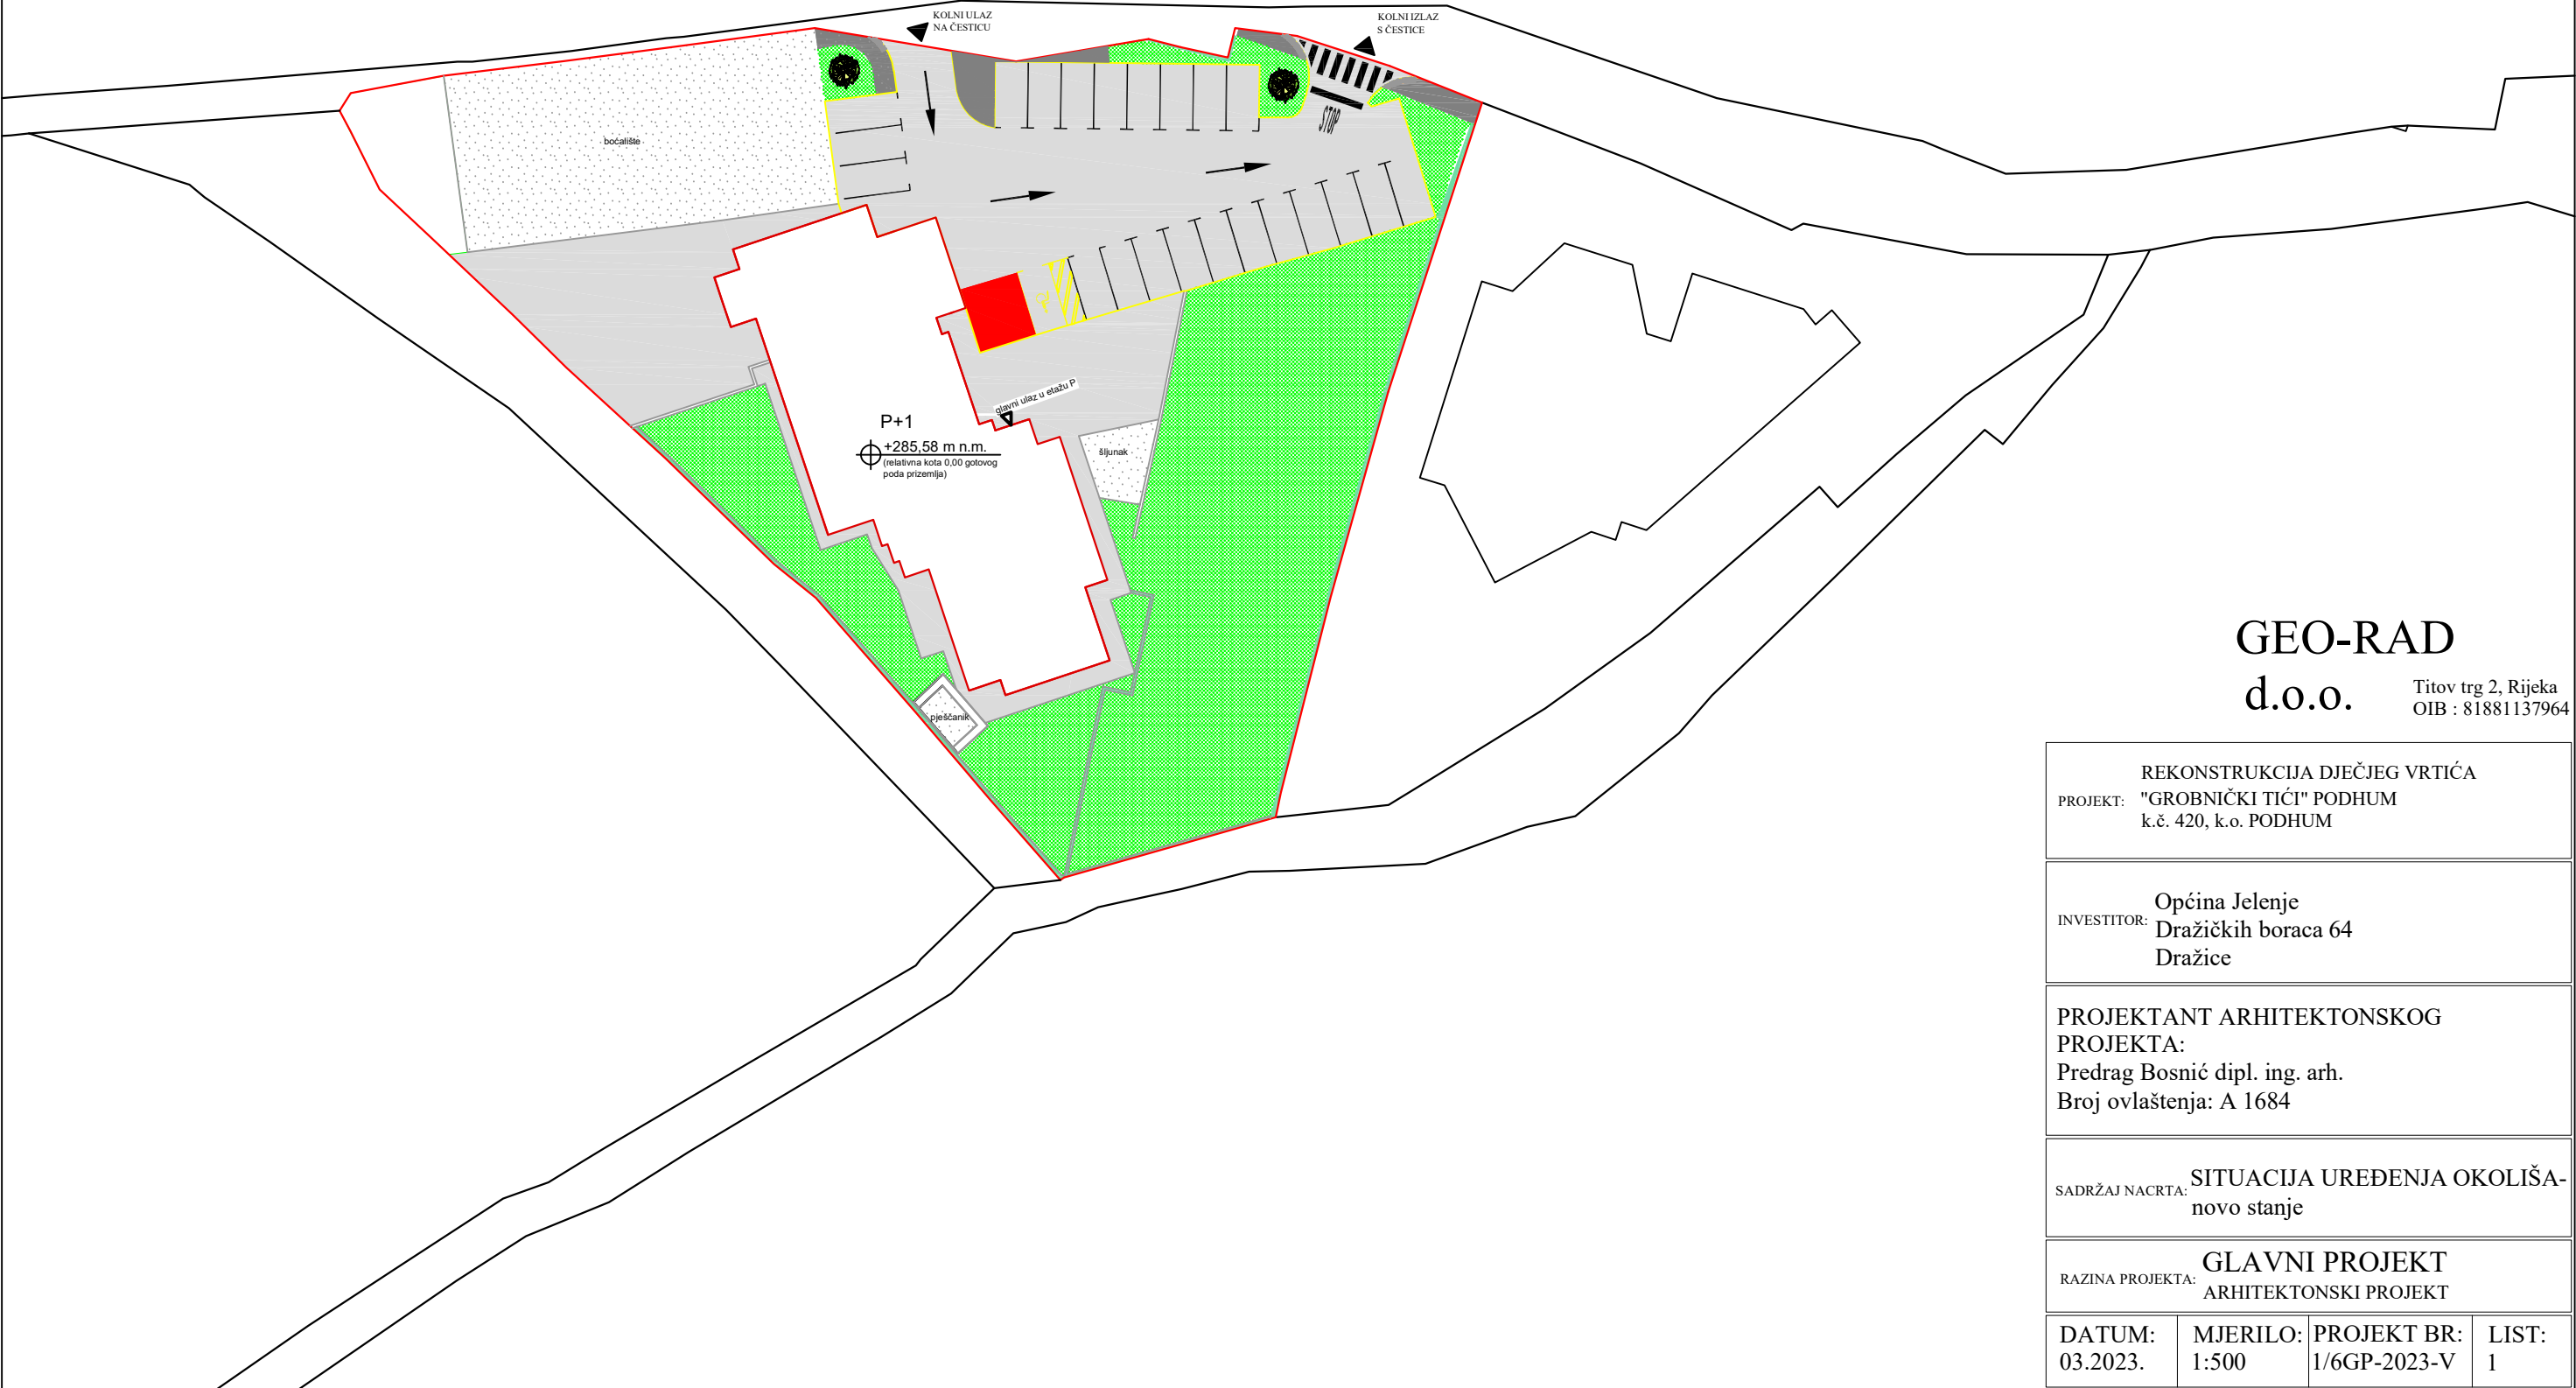 KOLNI ULAZ
NA ČESTICU
KOLNI IZLAZ
S ČESTICE
STOP
boćalište
glavni ulaz u etažu P
P+1
+285,58 m n.m.
(relativna kota 0,00 gotovog
poda prizemlja)
šljunak
pješčanik
GEO-RAD
d.o.o.
Titov trg 2, Rijeka
OIB : 81881137964
PROJEKT:
REKONSTRUKCIJA DJEČJEG VRTIĆA
"GROBNIČKI TIĆI" PODHUM
k.č. 420, k.o. PODHUM
INVESTITOR:
Općina Jelenje
Dražičkih boraca 64
Dražice
PROJEKTANT ARHITEKTONSKOG
PROJEKTA:
Predrag Bosnić dipl. ing. arh.
Broj ovlaštenja: A 1684
SADRŽAJ NACRTA:
SITUACIJA UREĐENJA OKOLIŠA-
novo stanje
RAZINA PROJEKTA:
GLAVNI PROJEKT
ARHITEKTONSKI PROJEKT
DATUM:
03.2023.
MJERILO:
1:500
PROJEKT BR:
1/6GP-2023-V
LIST:
1